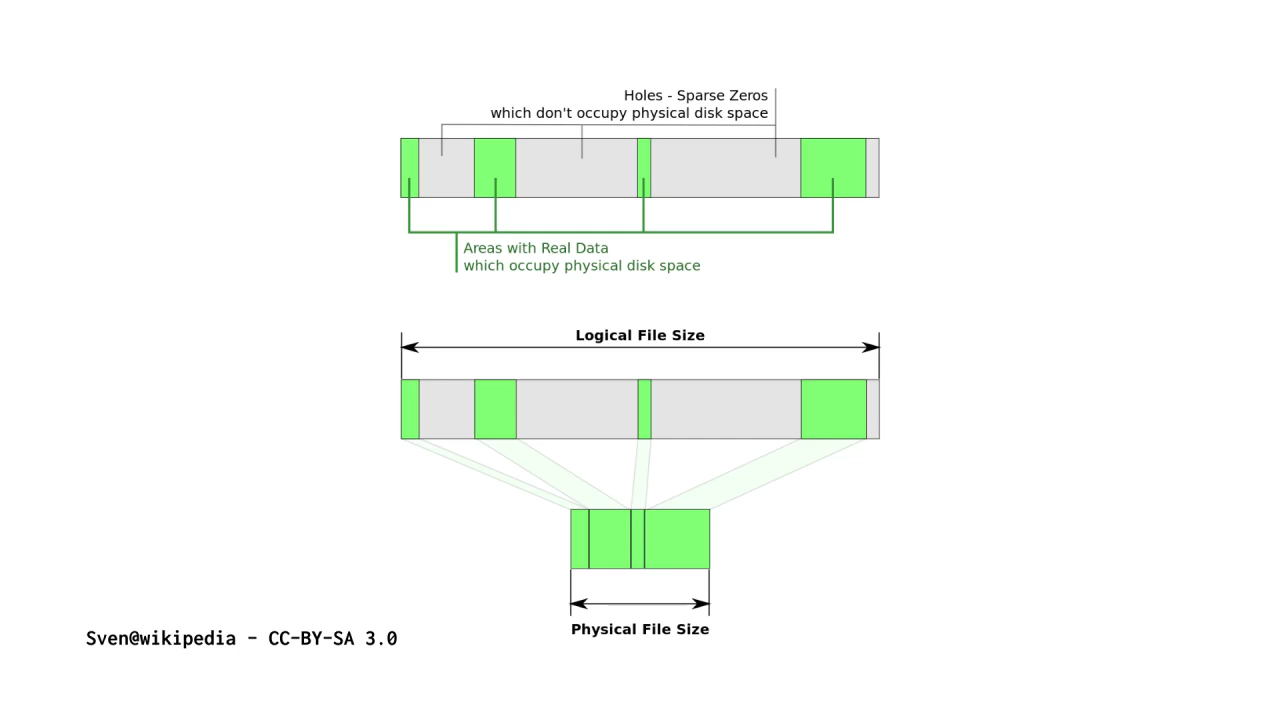 Holes - Sparse Zeros
which don't occupy physical disk space
Areas with Real Data
which occupy physical disk space
Logical File Size
Physical File Size
Sven@wikipedia - CC-BY-SA 3.0